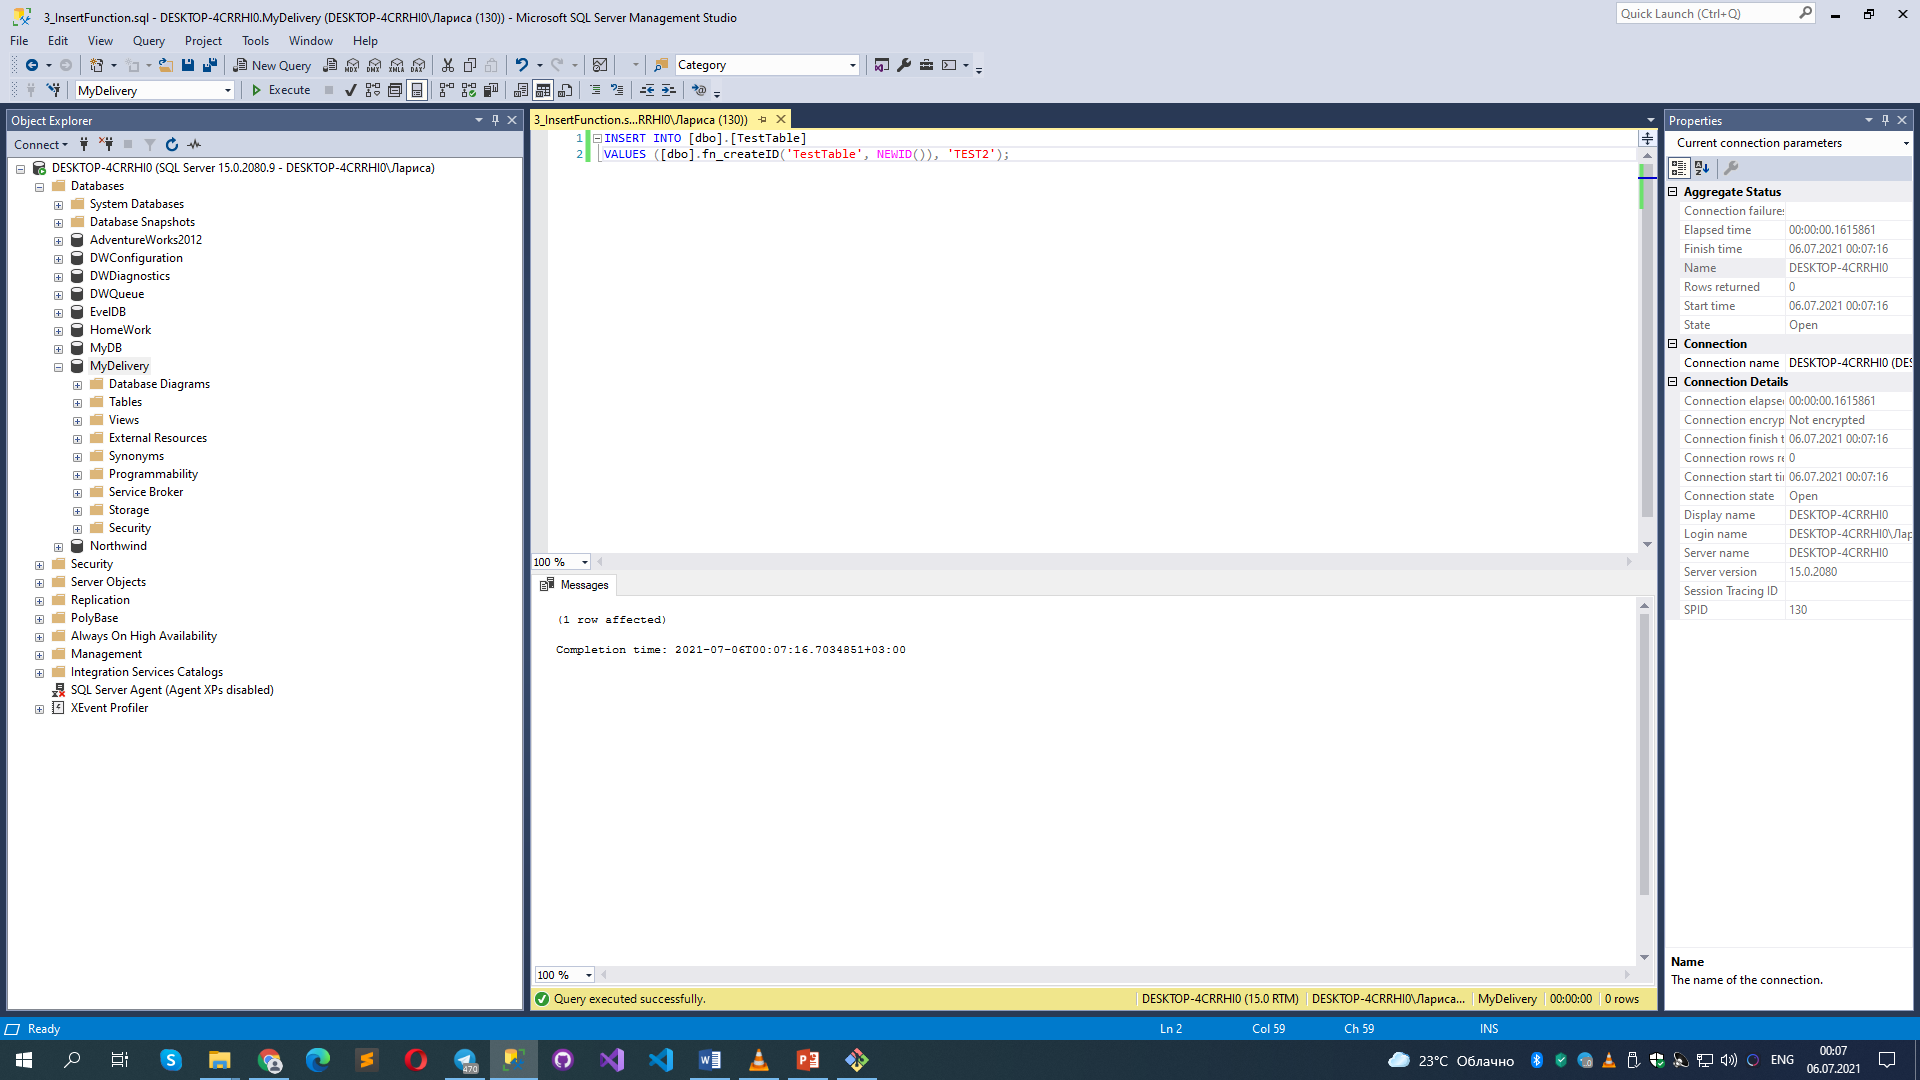 3_InsertFunction.sql - DESKTOP-4CRRHI0.MyDelivery (DESKTOP-4CRRHI0\Лариса (130)) - Microsoft SQL Server Management Studio
Quick Launch (Ctrl+Q)
File Edit View Query Project Tools Window Help
New Query
MDX DMX XMLA DAX
Category
MyDelivery
Execute
Object Explorer
Connect
DESKTOP-4CRRHI0 (SQL Server 15.0.2080.9 - DESKTOP-4CRRHI0\Лариса)
Databases
System Databases
Database Snapshots
AdventureWorks2012
DWConfiguration
DWDiagnostics
DWQueue
EvelDB
HomeWork
MyDB
MyDelivery
Database Diagrams
Tables
Views
External Resources
Synonyms
Programmability
Service Broker
Storage
Security
Northwind
Security
Server Objects
Replication
PolyBase
Always On High Availability
Management
Integration Services Catalogs
SQL Server Agent (Agent XPs disabled)
XEvent Profiler
3_InsertFunction.s...RRHI0\Лариса (130))
1 INSERT INTO [dbo].[TestTable]
2 VALUES ([dbo].fn_createID('TestTable', NEWID()), 'TEST2');
100 %
Messages
(1 row affected)
Completion time: 2021-07-06T00:07:16.7034851+03:00
100 %
Query executed successfully.
DESKTOP-4CRRHI0 (15.0 RTM) DESKTOP-4CRRHI0\Лариса... MyDelivery 00:00:00 0 rows
Properties
Current connection parameters
Aggregate Status
Connection failures
Elapsed time 00:00:00.1615861
Finish time 06.07.2021 00:07:16
Name DESKTOP-4CRRHI0
Rows returned 0
Start time 06.07.2021 00:07:16
State Open
Connection
Connection name DESKTOP-4CRRHI0 (DES
Connection Details
Connection elapsed 00:00:00.1615861
Connection encryp Not encrypted
Connection finish t 06.07.2021 00:07:16
Connection rows re 0
Connection start tir 06.07.2021 00:07:16
Connection state Open
Display name DESKTOP-4CRRHI0
Login name DESKTOP-4CRRHI0\Лар
Server name DESKTOP-4CRRHI0
Server version 15.0.2080
Session Tracing ID
SPID 130
Name
The name of the connection.
Ready
Ln 2 Col 59 Ch 59 INS
470
23°C Облачно
ENG
00:07
06.07.2021